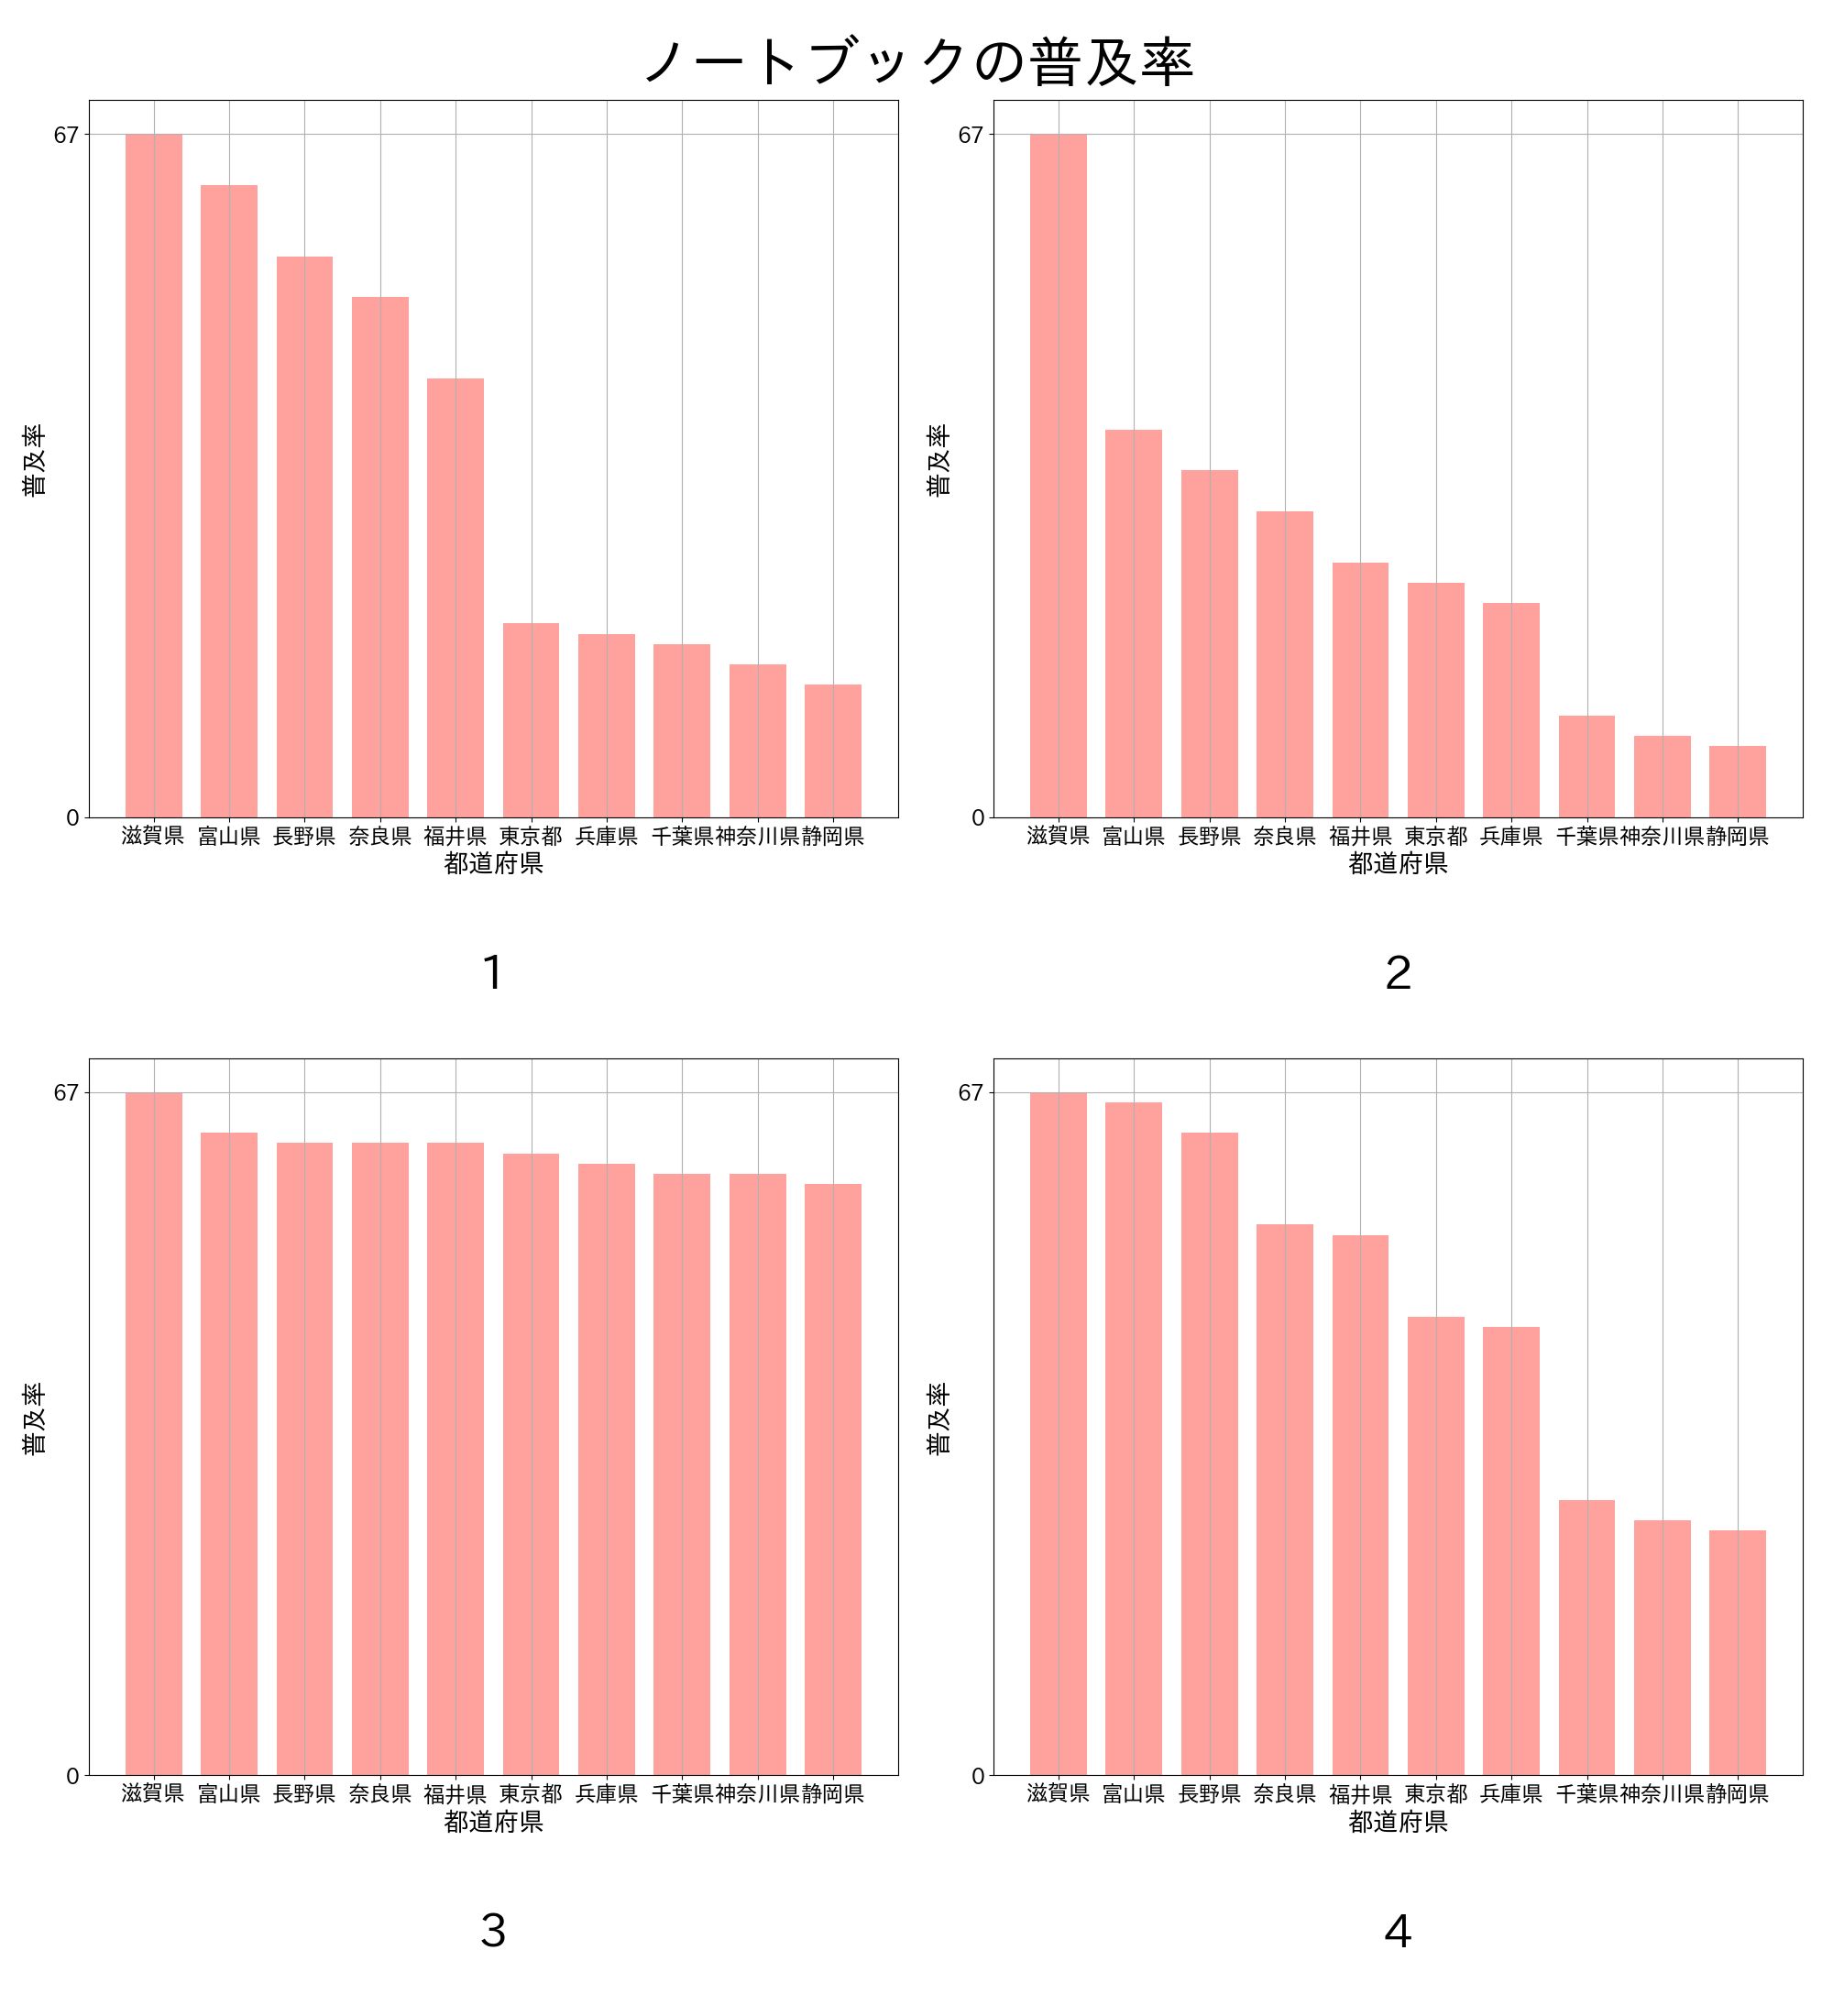 ノートブックの普及率
67
0
普及率
滋賀県 富山県 長野県 奈良県 福井県 東京都 兵庫県 千葉県 神奈川県 静岡県
都道府県
1
67
0
普及率
滋賀県 富山県 長野県 奈良県 福井県 東京都 兵庫県 千葉県 神奈川県 静岡県
都道府県
2
67
0
普及率
滋賀県 富山県 長野県 奈良県 福井県 東京都 兵庫県 千葉県 神奈川県 静岡県
都道府県
3
67
0
普及率
滋賀県 富山県 長野県 奈良県 福井県 東京都 兵庫県 千葉県 神奈川県 静岡県
都道府県
4